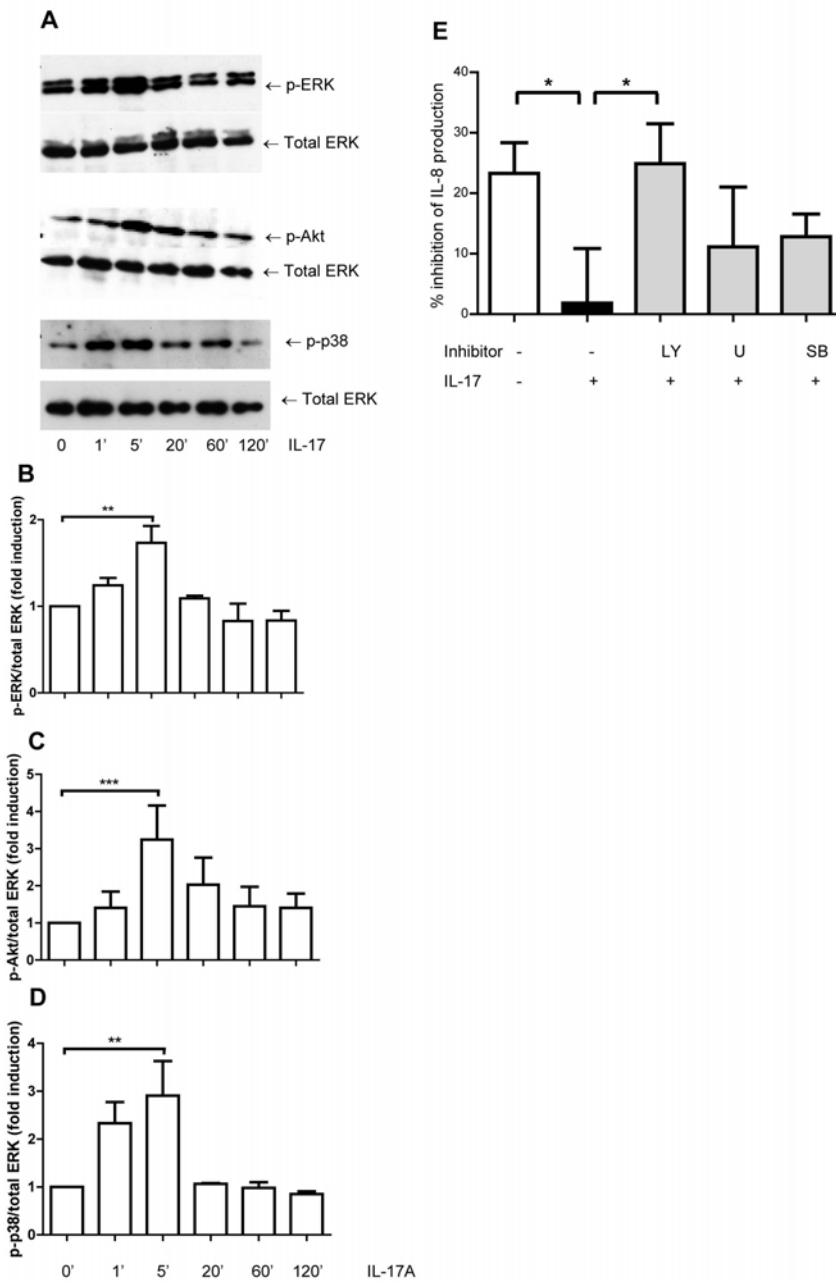 A
← p-ERK
← Total ERK
← p-Akt
← Total ERK
← p-p38
← Total ERK
0 1' 5' 20' 60' 120' IL-17
B
p-ERK/total ERK (fold induction)
2
1
0
**
C
p-Akt/total ERK (fold induction)
5
4
3
2
1
0
***
D
p-p38/total ERK (fold induction)
4
3
2
1
0
**
0' 1' 5' 20' 60' 120' IL-17A
E
% inhibition of IL-8 production
40
30
20
10
0
* *
Inhibitor - - LY U SB
IL-17 - + + + +